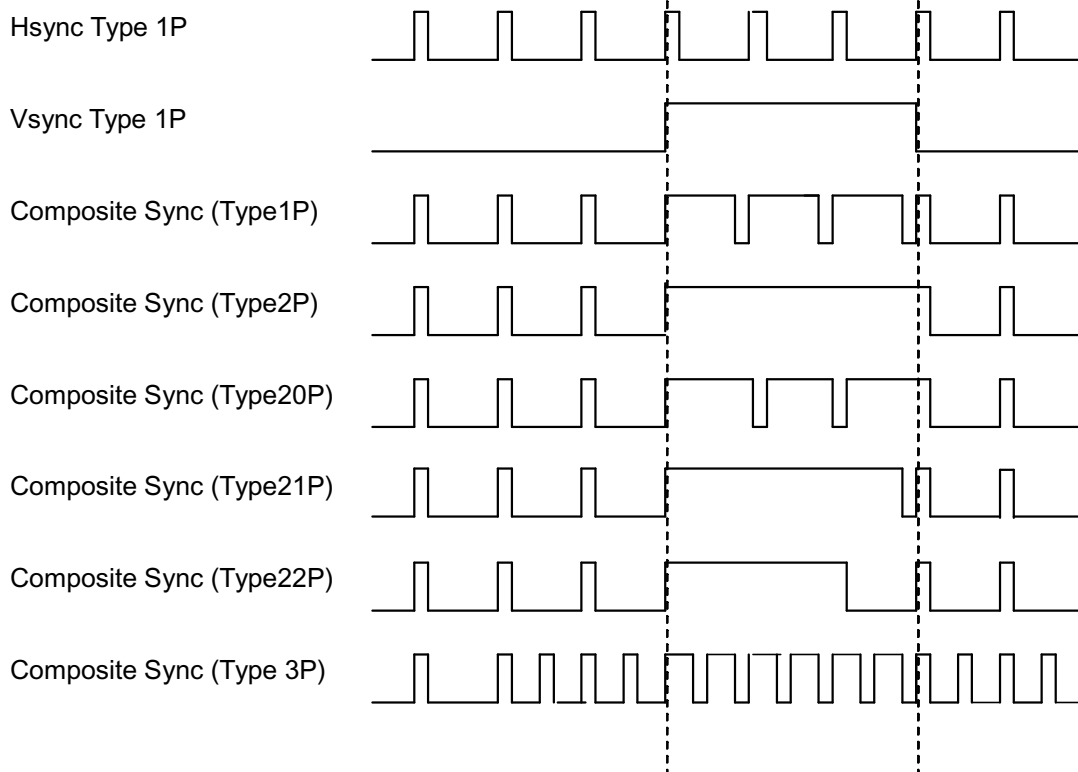 Hsync Type 1P
Vsync Type 1P
Composite Sync (Type1P)
Composite Sync (Type2P)
Composite Sync (Type20P)
Composite Sync (Type21P)
Composite Sync (Type22P)
Composite Sync (Type 3P)